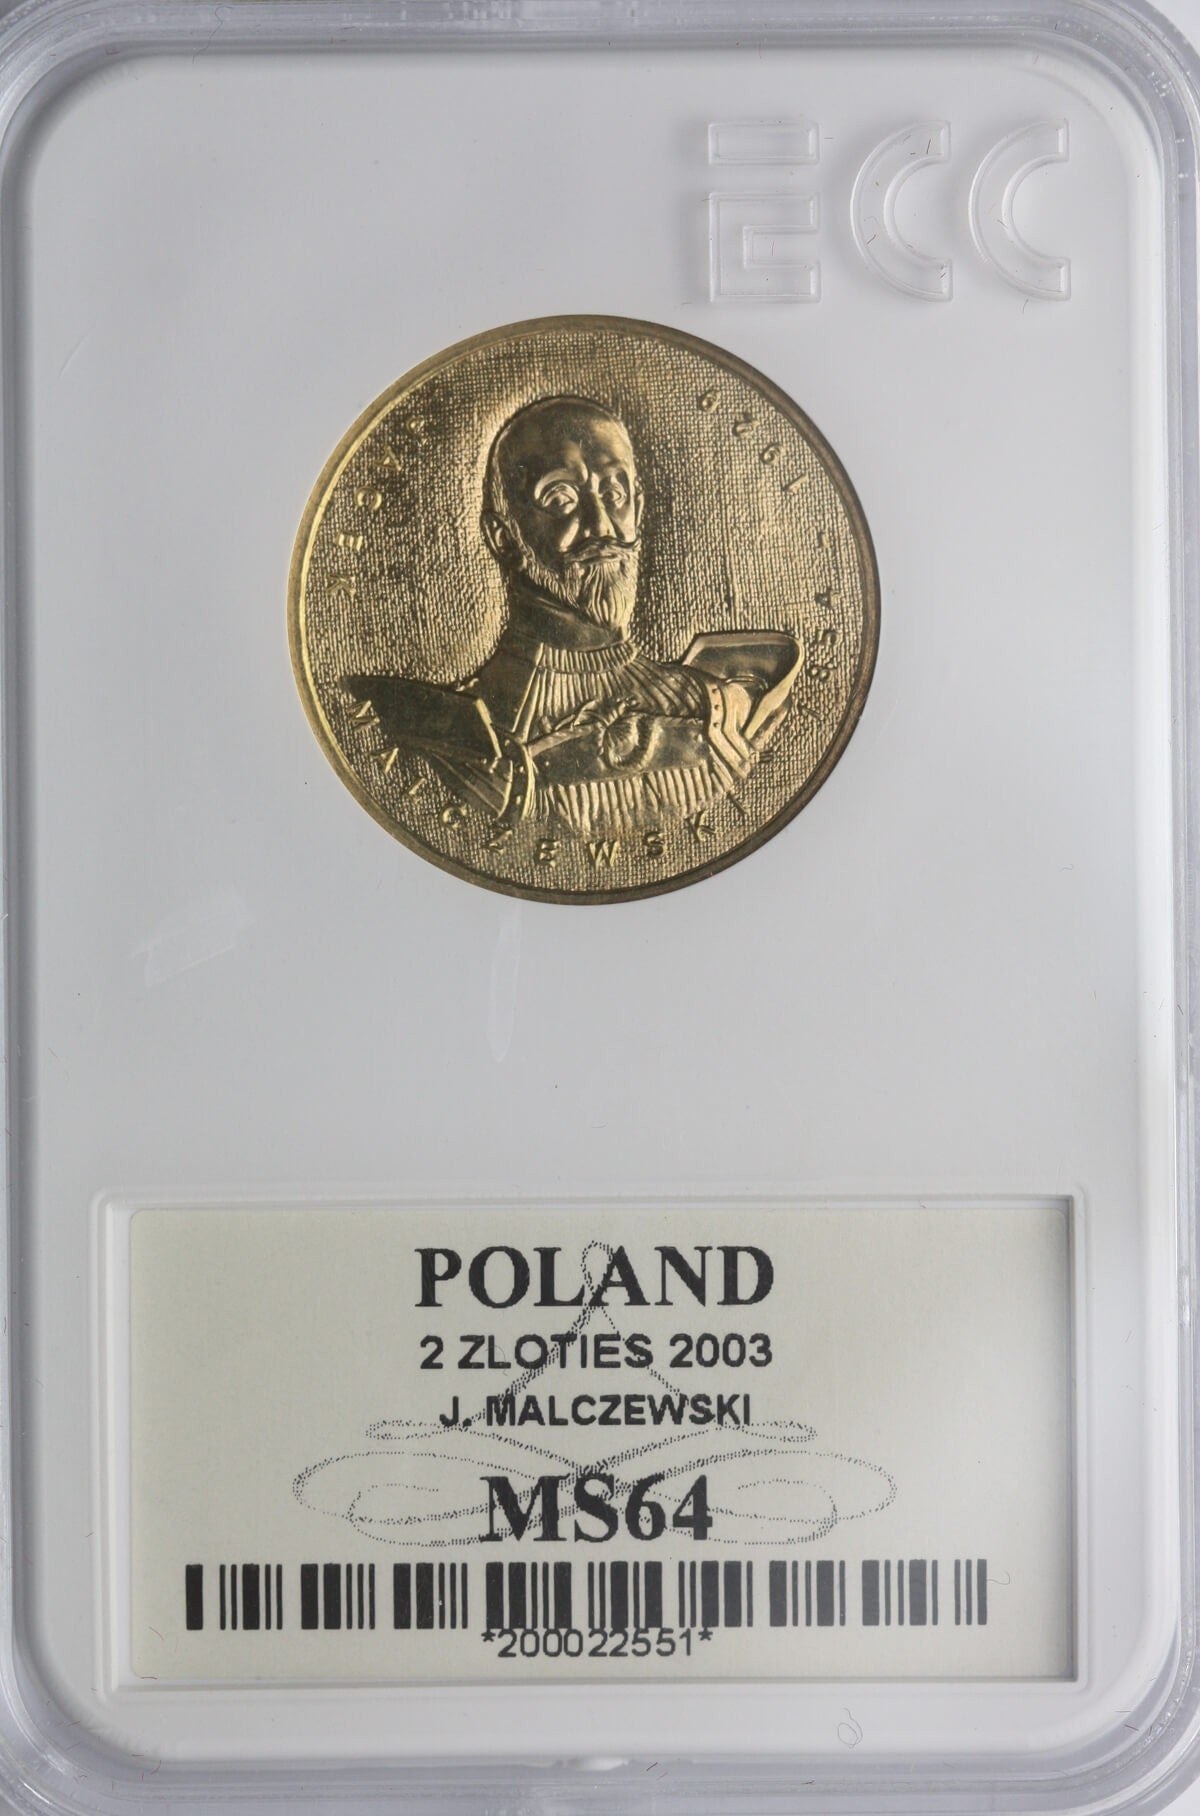 ECC
JACEK MALCZEWSKI
1854-1929
POLAND
2 ZLOTIES 2003
J. MALCZEWSKI
MS64
*200022551*